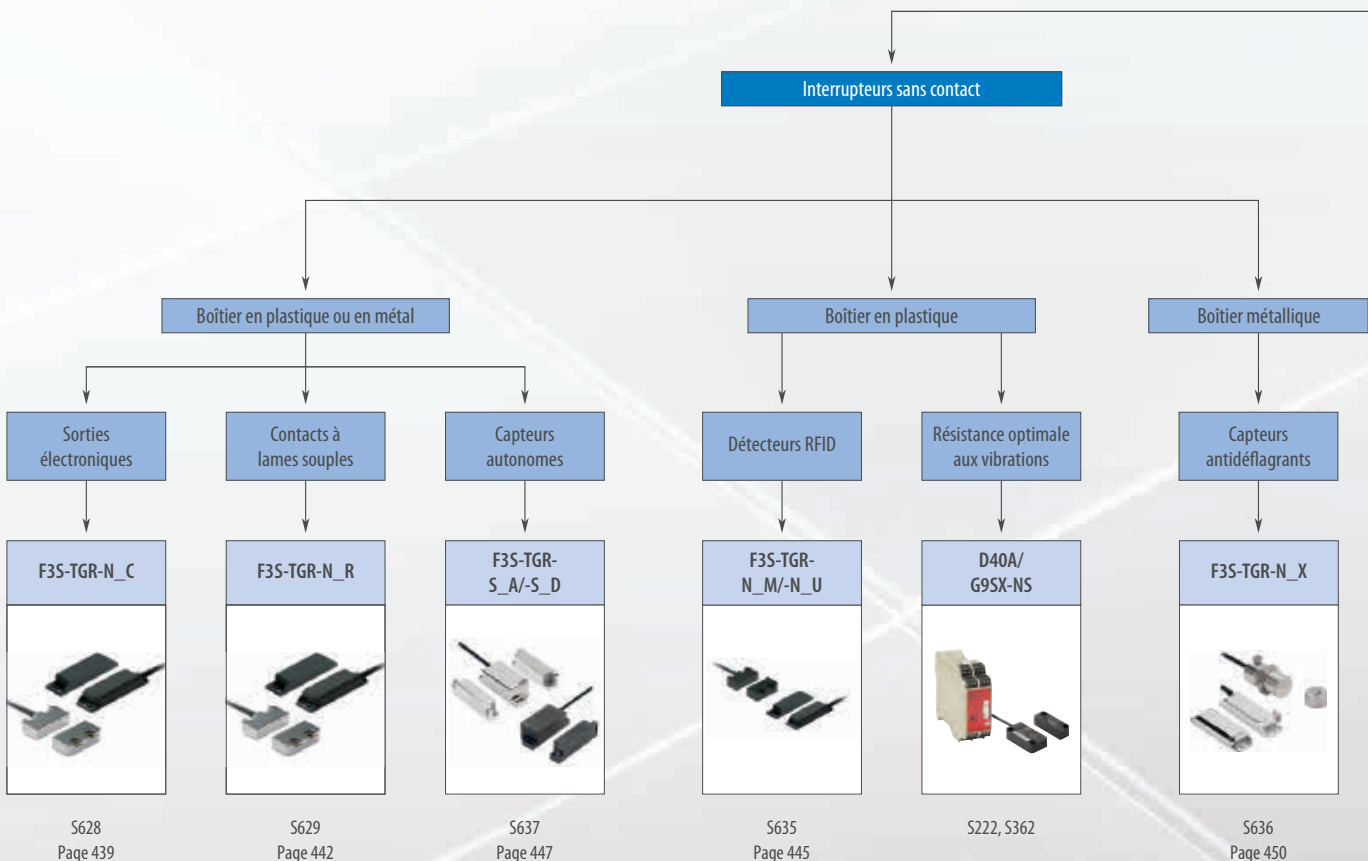 Interrupteurs sans contact
Boîtier en plastique ou en métal
Boîtier en plastique
Boîtier métallique
Sorties
électroniques
Contacts à
lames souples
Capteurs
autonomes
Détecteurs RFID
Résistance optimale
aux vibrations
Capteurs
antidéflagrants
F3S-TGR-N_C
F3S-TGR-N_R
F3S-TGR-
S_A/-S_D
F3S-TGR-
N_M/-N_U
D40A/
G9SX-NS
F3S-TGR-N_X
S628
Page 439
S629
Page 442
S637
Page 447
S635
Page 445
S222, S362
S636
Page 450